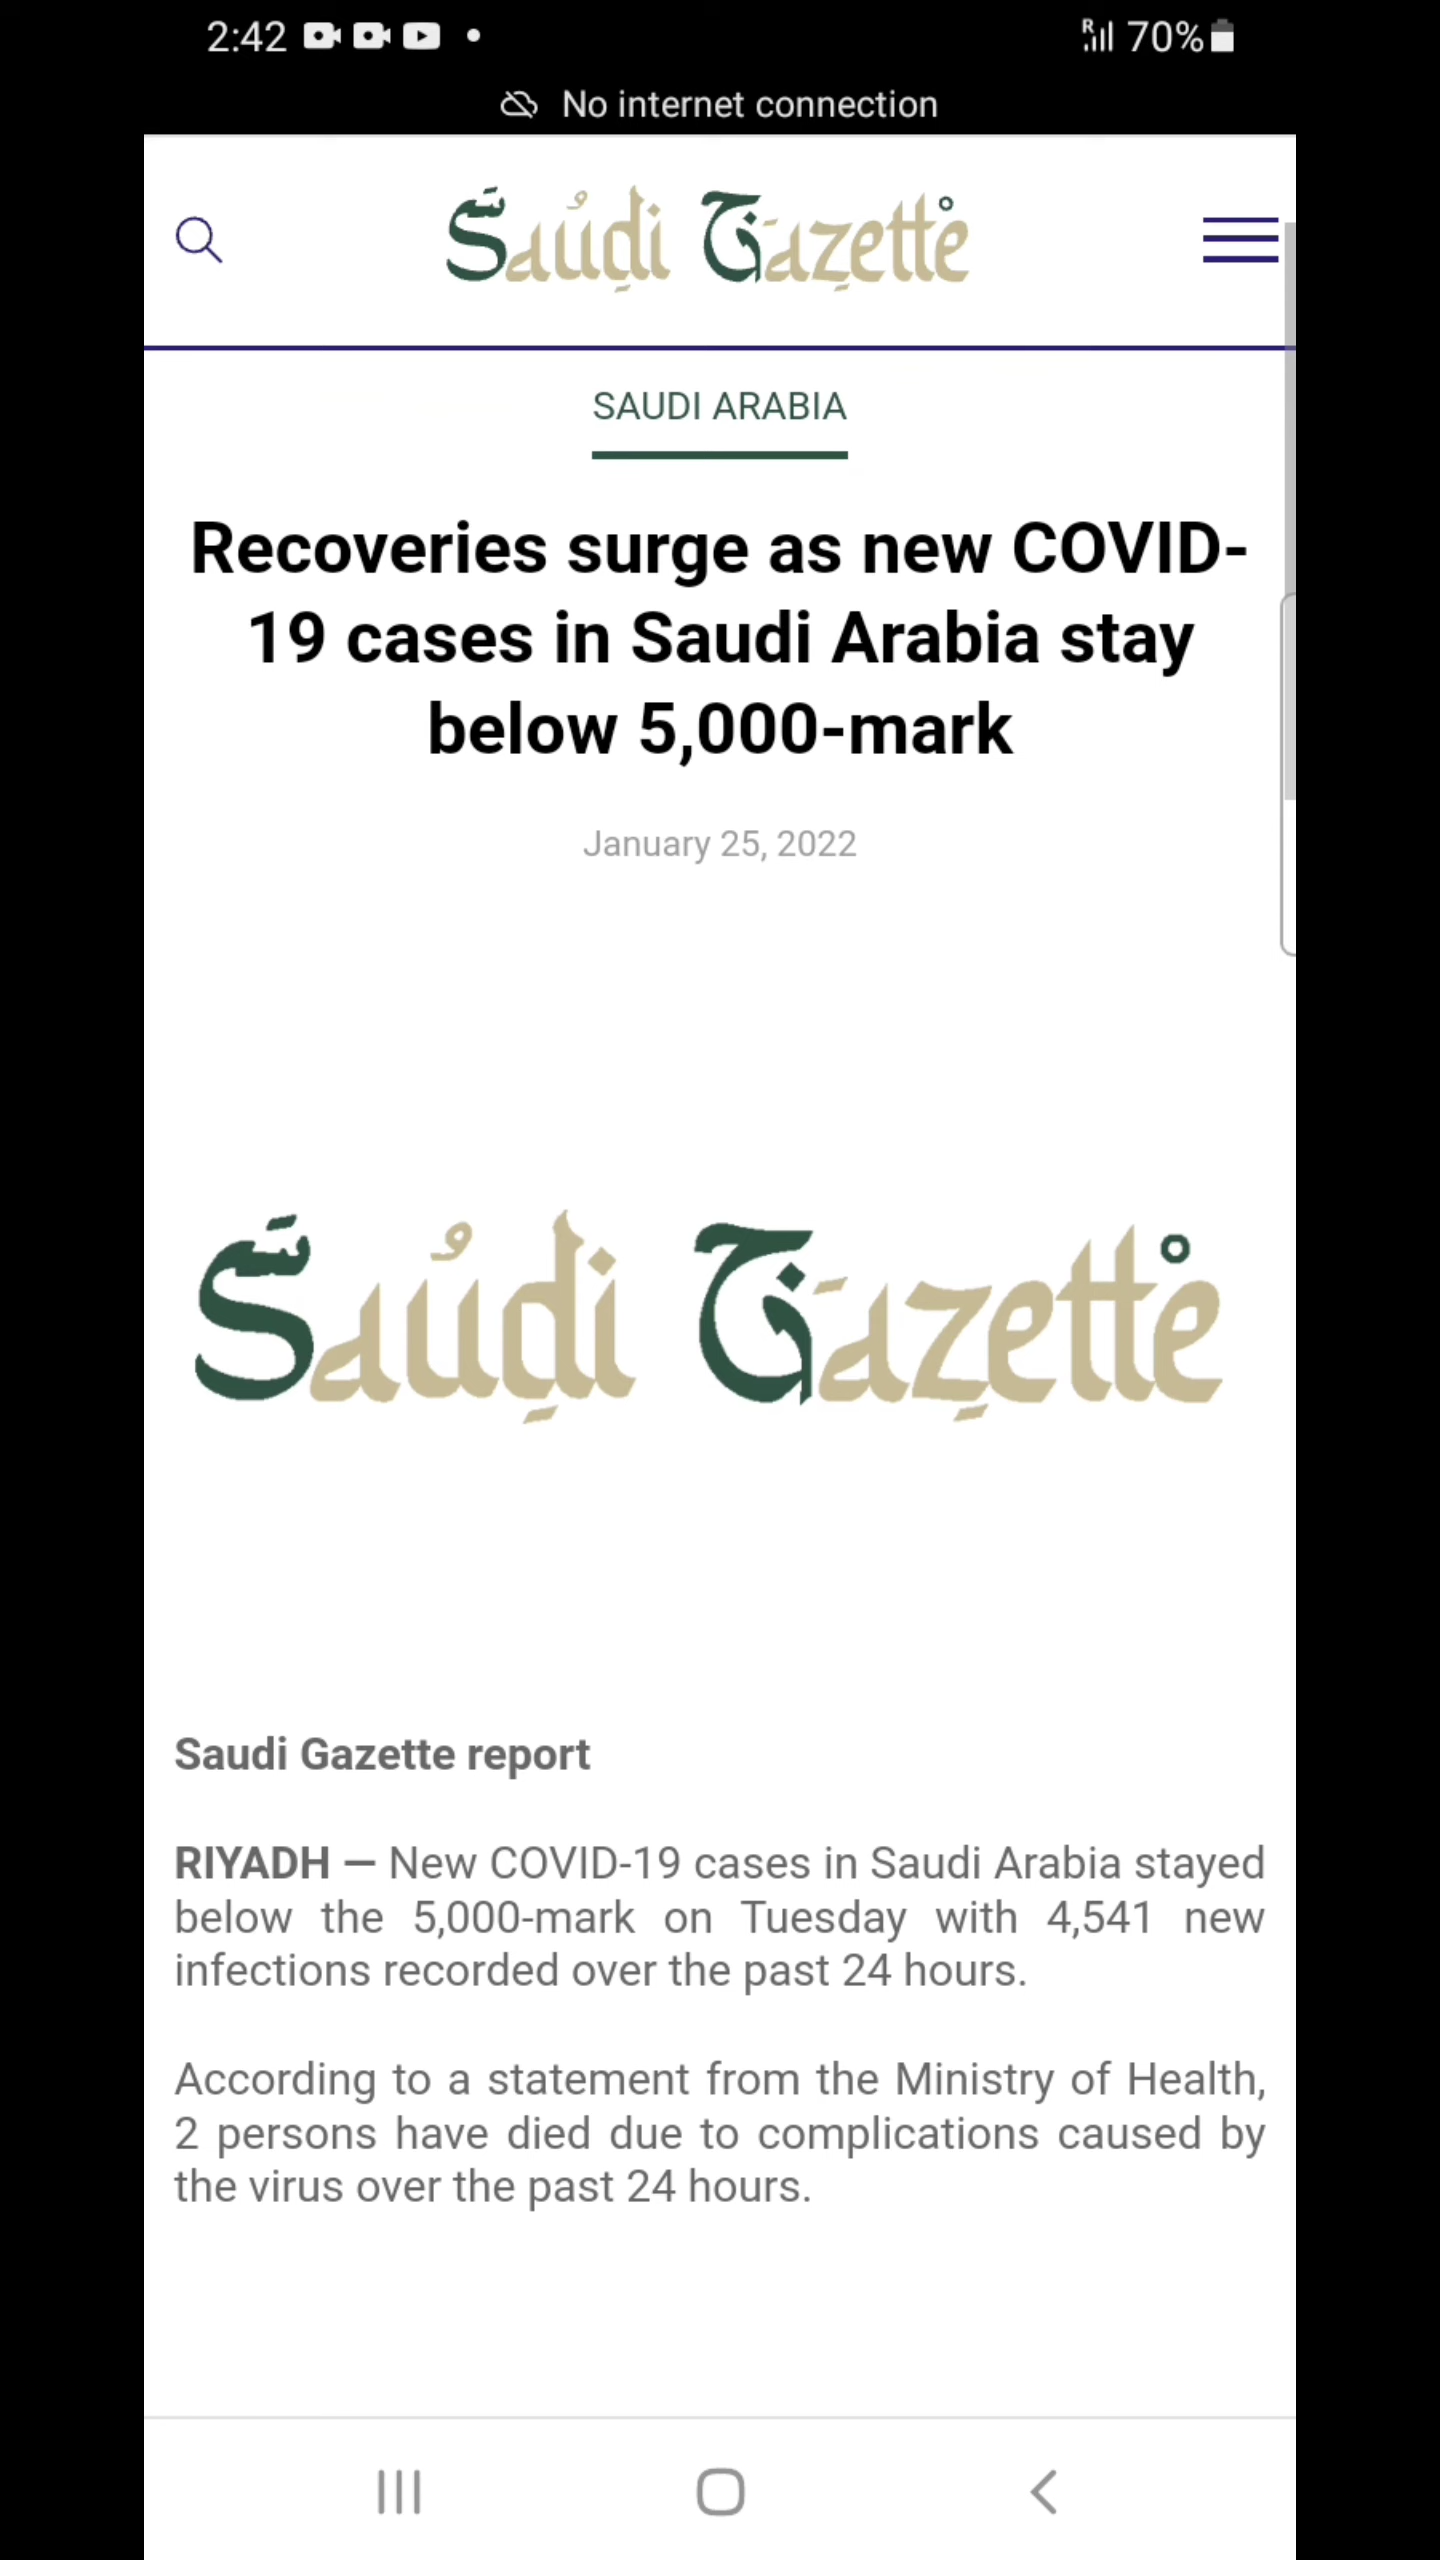 2:42
70%
No internet connection
Saudi Gazette
SAUDI ARABIA
Recoveries surge as new COVID-
19 cases in Saudi Arabia stay
below 5,000-mark
January 25, 2022
Saudi Gazette
Saudi Gazette report
RIYADH — New COVID-19 cases in Saudi Arabia stayed
below the 5,000-mark on Tuesday with 4,541 new
infections recorded over the past 24 hours.
According to a statement from the Ministry of Health,
2 persons have died due to complications caused by
the virus over the past 24 hours.